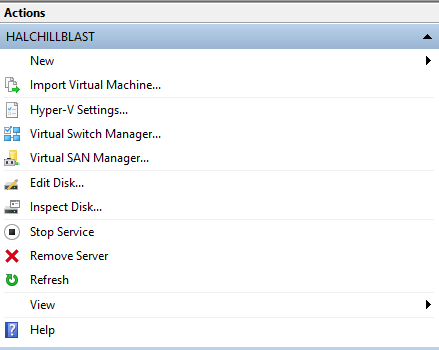 Actions
HALCHILLBLAST
New
Import Virtual Machine...
Hyper-V Settings...
Virtual Switch Manager...
Virtual SAN Manager...
Edit Disk...
Inspect Disk...
Stop Service
Remove Server
Refresh
View
Help